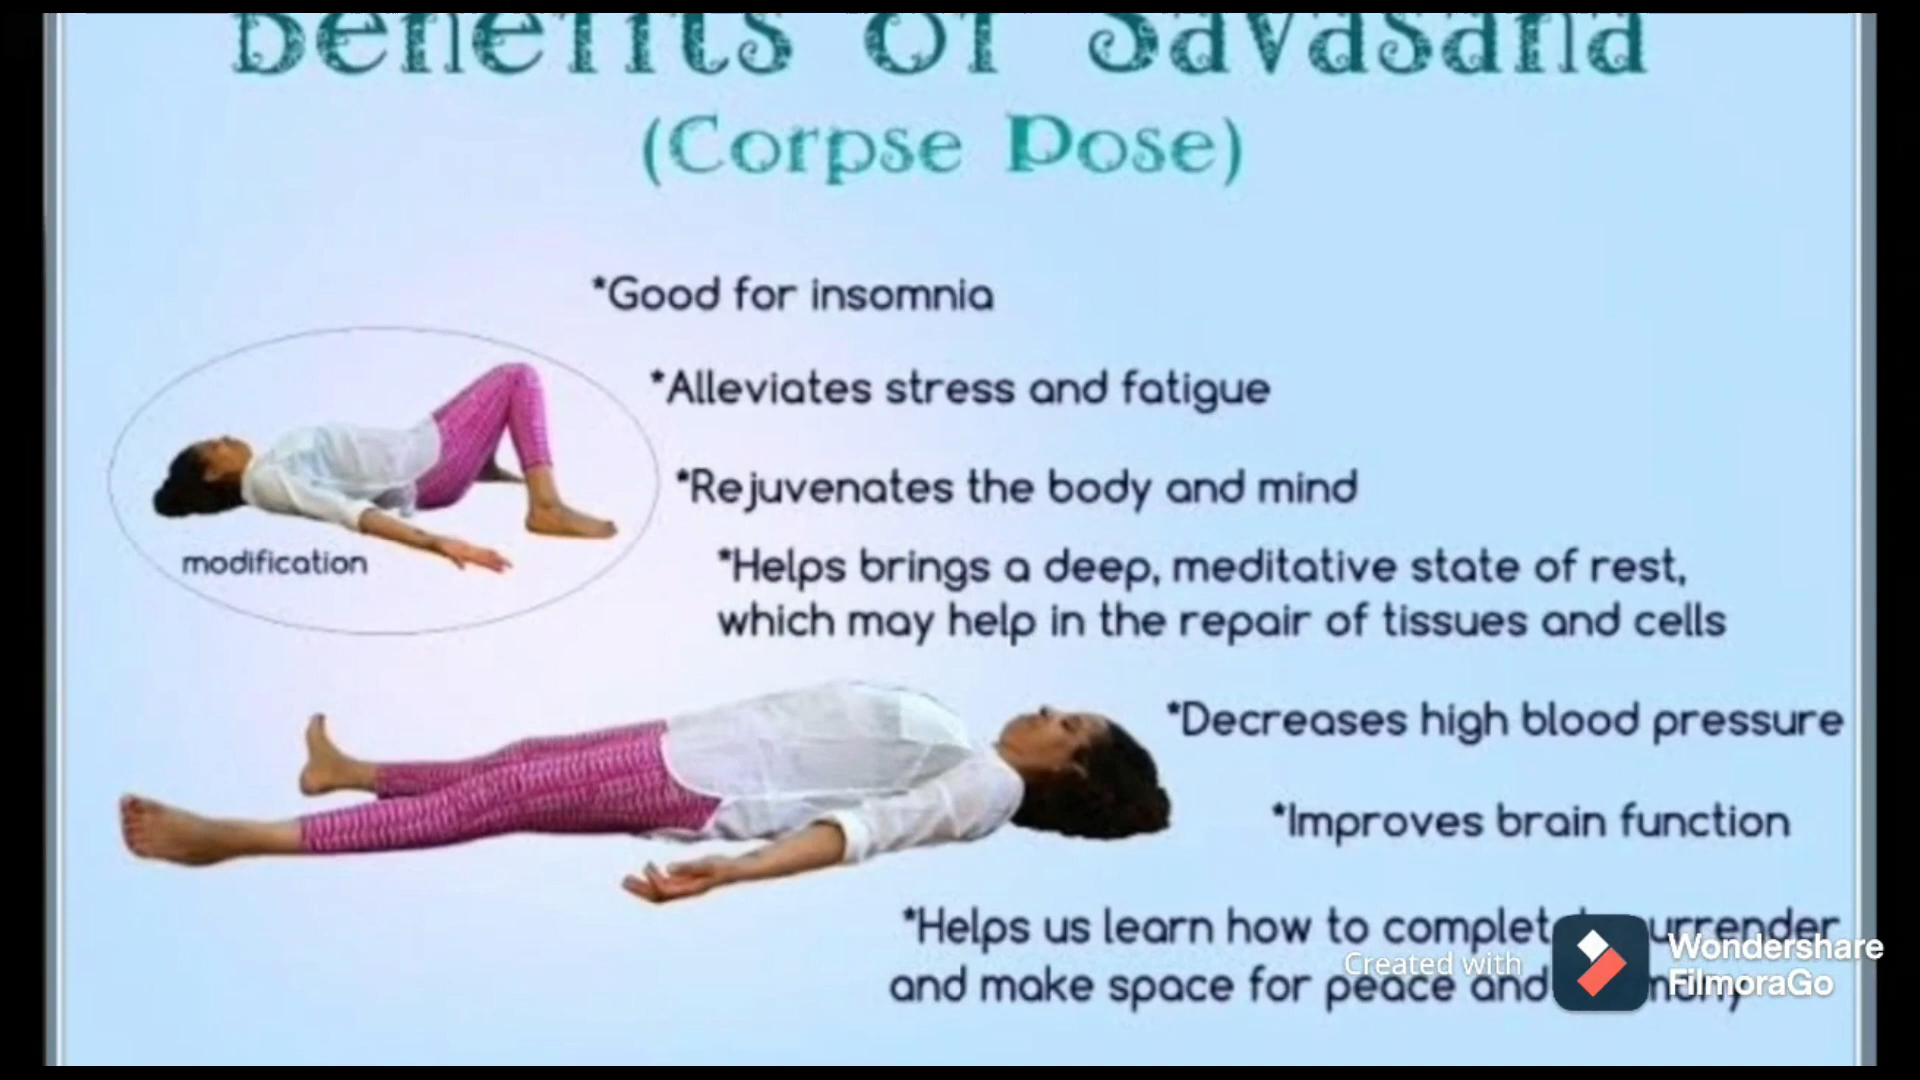 Benefits of Savasana
(Corpse Pose)
*Good for insomnia
*Alleviates stress and fatigue
*Rejuvenates the body and mind
modification
*Helps brings a deep, meditative state of rest,
which may help in the repair of tissues and cells
*Decreases high blood pressure
*Improves brain function
*Helps us learn how to
and make space for peace and
Created with
Wondershare
FilmoraGo